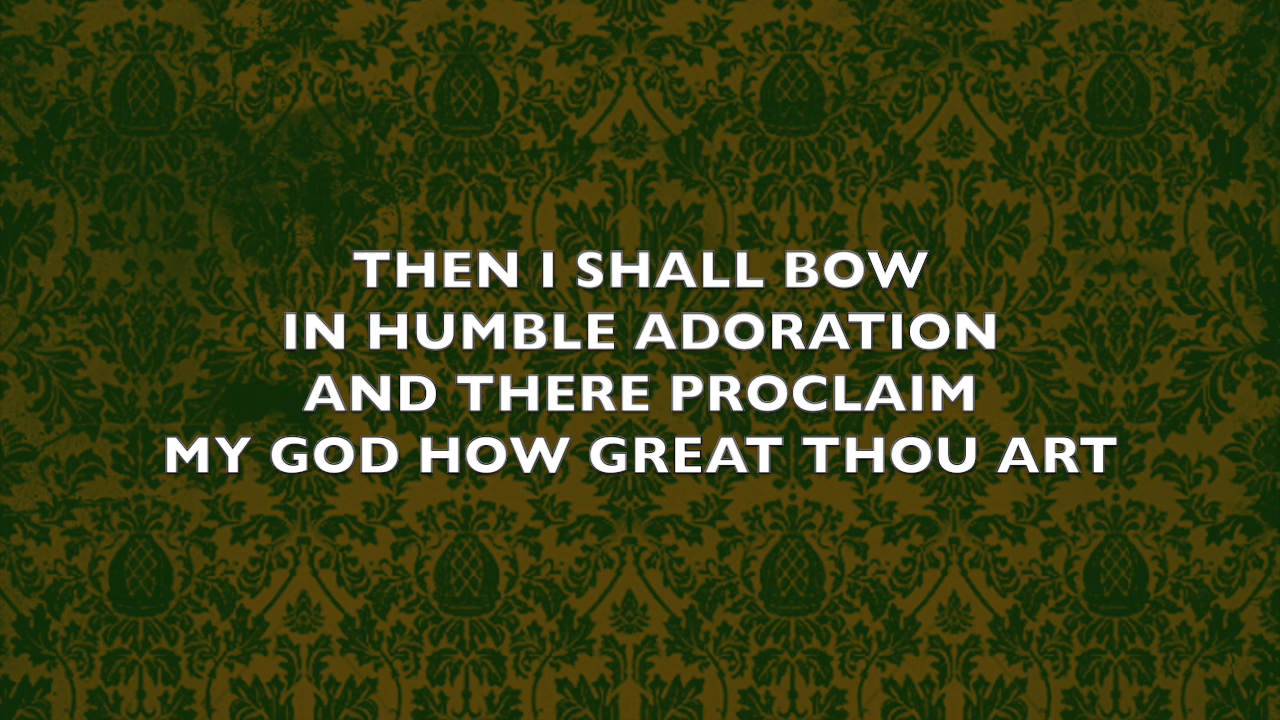 THEN I SHALL BOW
IN HUMBLE ADORATION
AND THERE PROCLAIM
MY GOD HOW GREAT THOU ART